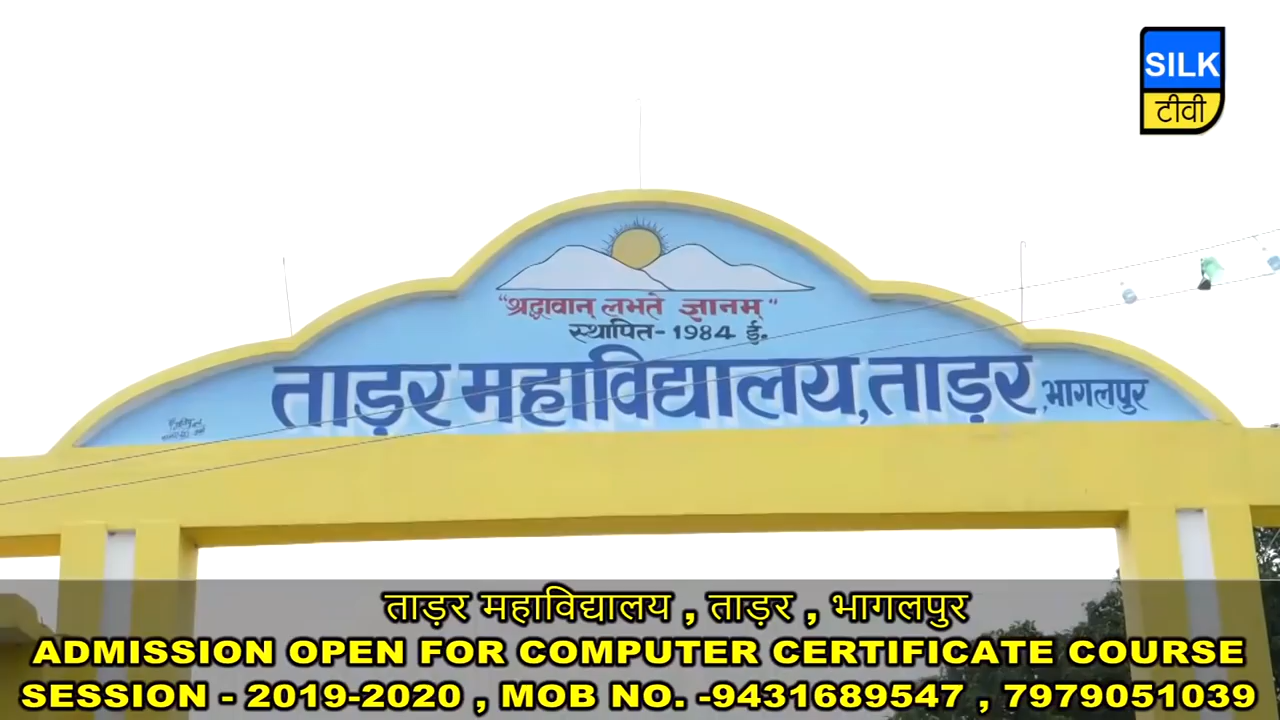 SILK
टीवी
"श्रद्धावान् लभते ज्ञानम्"
स्थापित-1984 ई.
ताड़र महाविद्यालय, ताड़र, भागलपुर
ताड़र महाविद्यालय , ताड़र , भागलपुर
ADMISSION OPEN FOR COMPUTER CERTIFICATE COURSE
SESSION - 2019-2020 , MOB NO. -9431689547 , 7979051039